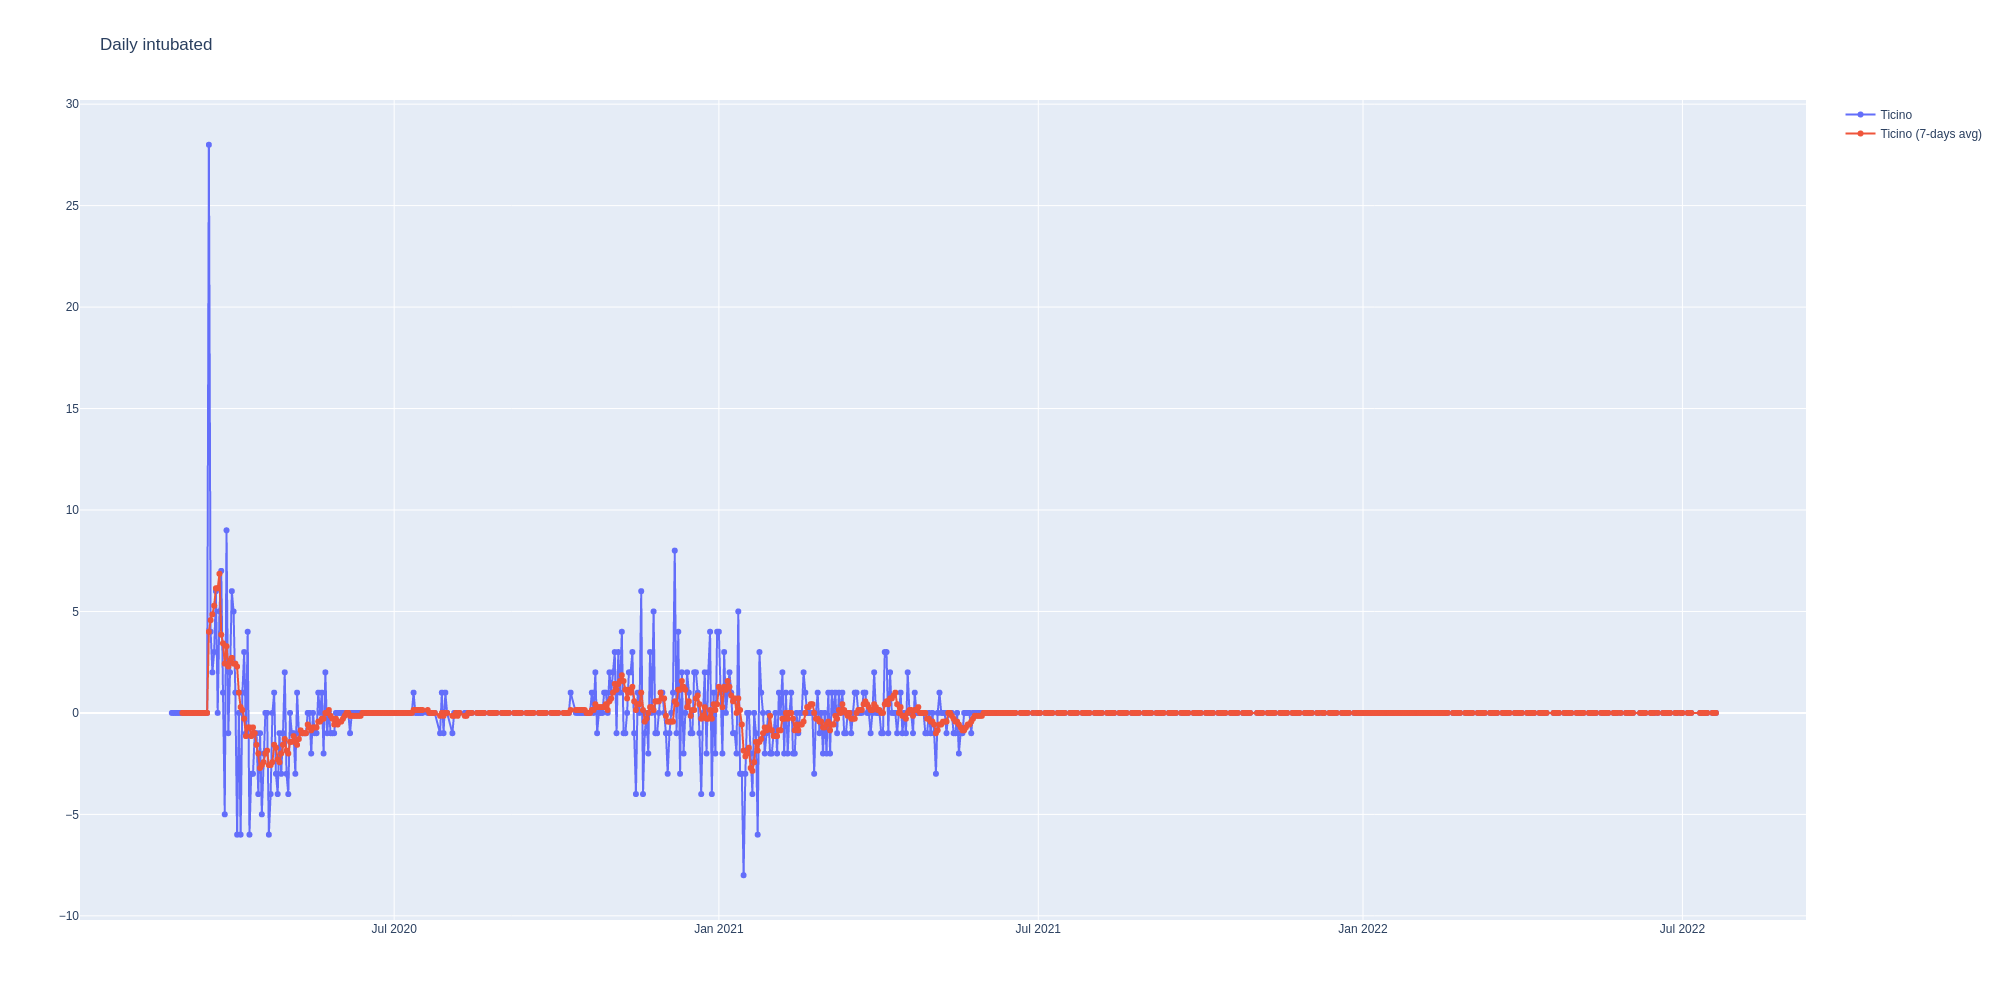 Daily intubated
Ticino
Ticino (7-days avg)
30
25
20
15
10
5
0
−5
−10
Jul 2020
Jan 2021
Jul 2021
Jan 2022
Jul 2022